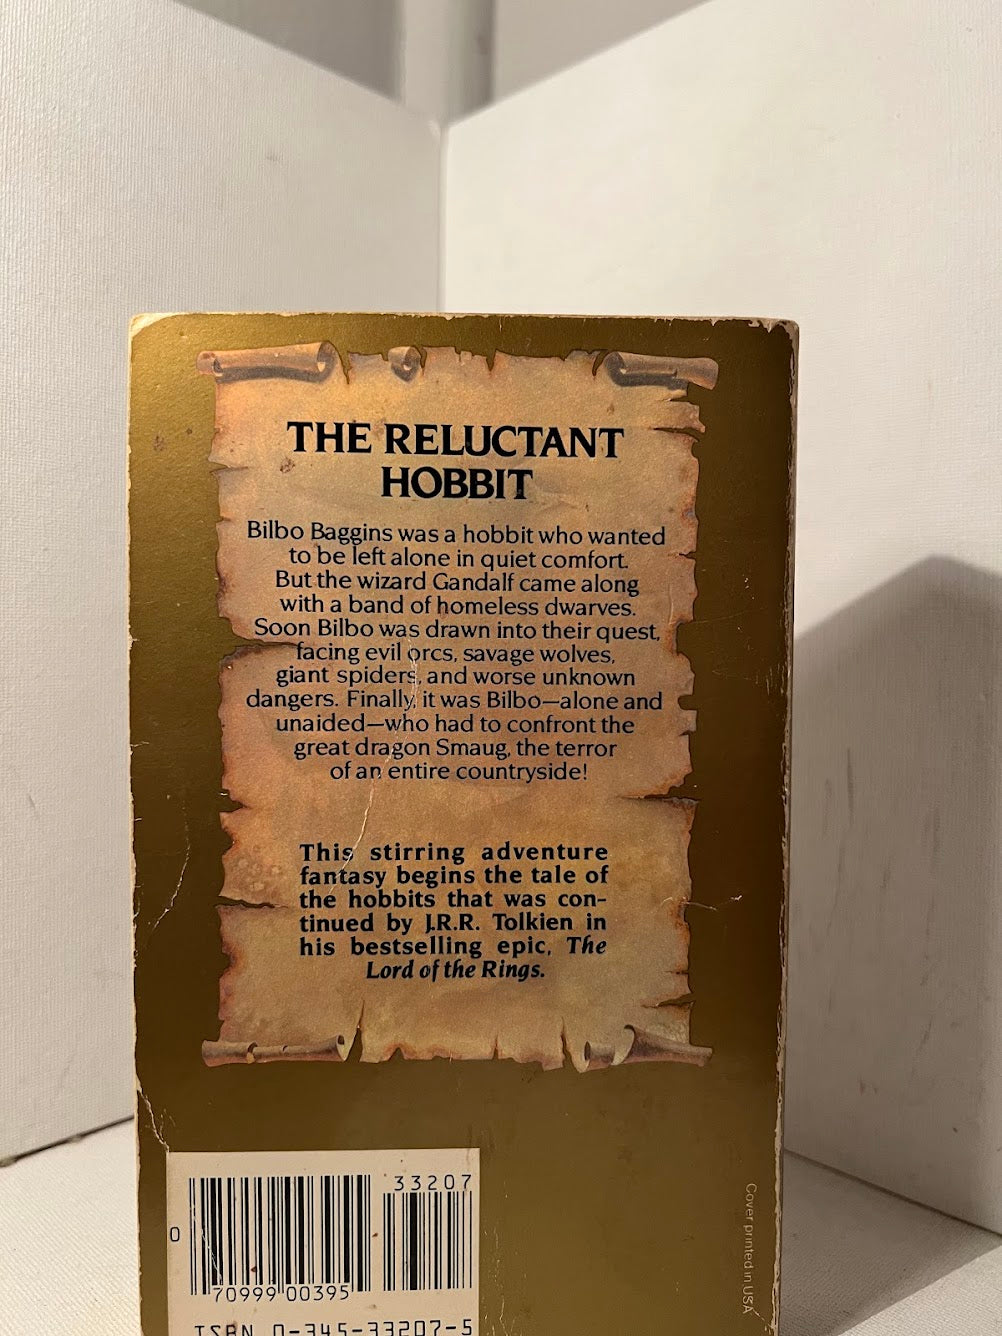 THE RELUCTANT
HOBBIT
Bilbo Baggins was a hobbit who wanted
to be left alone in quiet comfort.
But the wizard Gandalf came along
with a band of homeless dwarves.
Soon Bilbo was drawn into their quest,
facing evil orcs, savage wolves,
giant spiders, and worse unknown
dangers. Finally, it was Bilbo—alone and
unaided—who had to confront the
great dragon Smaug, the terror
of an entire countryside!
This stirring adventure
fantasy begins the tale of
the hobbits that was con-
tinued by J.R.R. Tolkien in
his bestselling epic, The
Lord of the Rings.
33207
0
70999 00395
ISBN 0-345-33207-5
Cover printed in USA